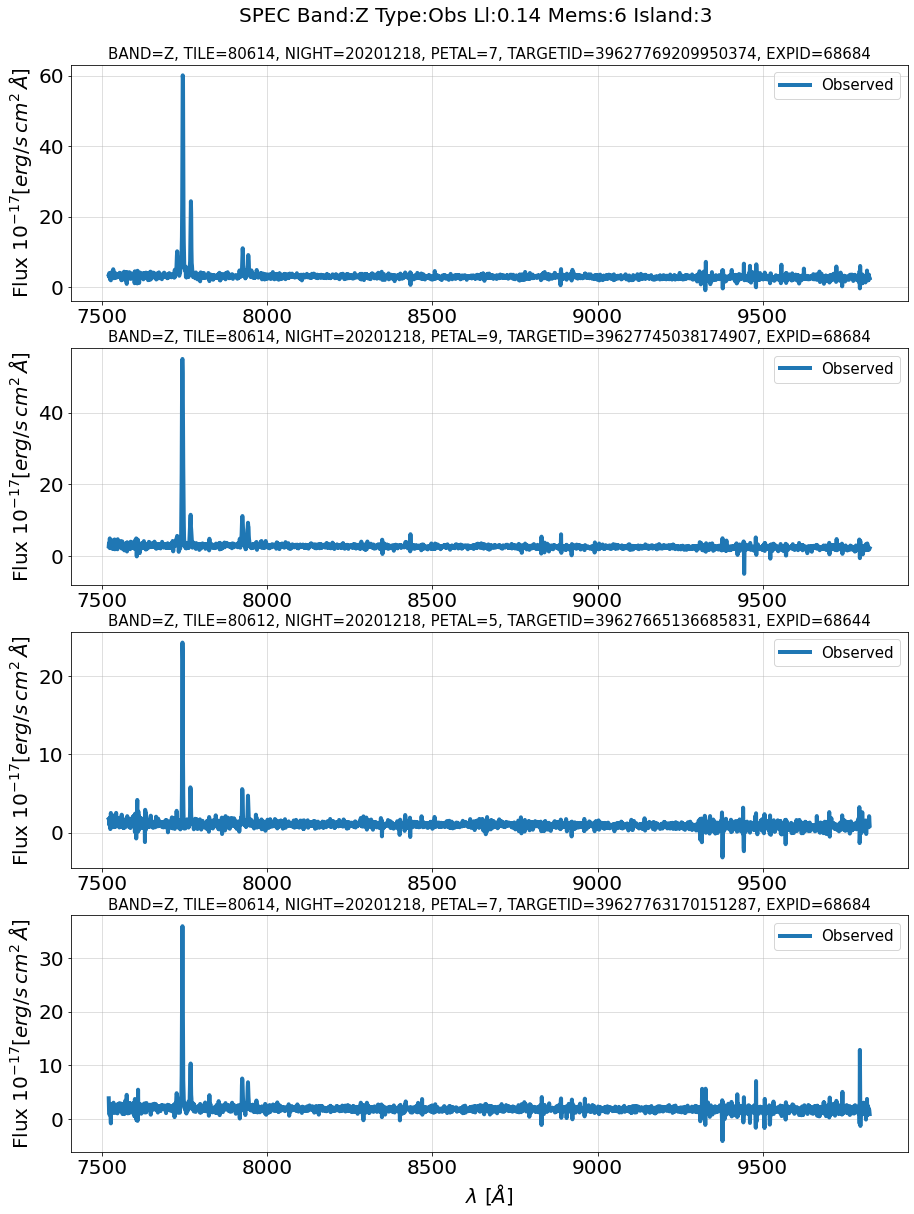 SPEC Band:Z Type:Obs Ll:0.14 Mems:6 Island:3
BAND=Z, TILE=80614, NIGHT=20201218, PETAL=7, TARGETID=39627769209950374, EXPID=68684
Flux 10^{-17}[erg/s cm^2 Å]
60
40
20
0
Observed
7500 8000 8500 9000 9500
BAND=Z, TILE=80614, NIGHT=20201218, PETAL=9, TARGETID=39627745038174907, EXPID=68684
Flux 10^{-17}[erg/s cm^2 Å]
40
20
0
Observed
7500 8000 8500 9000 9500
BAND=Z, TILE=80612, NIGHT=20201218, PETAL=5, TARGETID=39627665136685831, EXPID=68644
Flux 10^{-17}[erg/s cm^2 Å]
20
10
0
Observed
7500 8000 8500 9000 9500
BAND=Z, TILE=80614, NIGHT=20201218, PETAL=7, TARGETID=39627763170151287, EXPID=68684
Flux 10^{-17}[erg/s cm^2 Å]
30
20
10
0
Observed
7500 8000 8500 9000 9500
λ [Å]